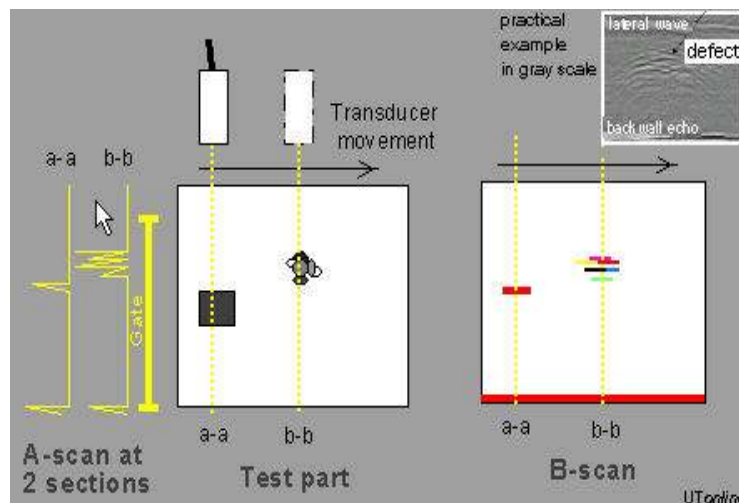 practical
example
in gray scale
lateral wave
defect
back wall echo
Transducer
movement
a-a
b-b
Gate
a-a
b-b
a-a
b-b
A-scan at
2 sections
Test part
B-scan